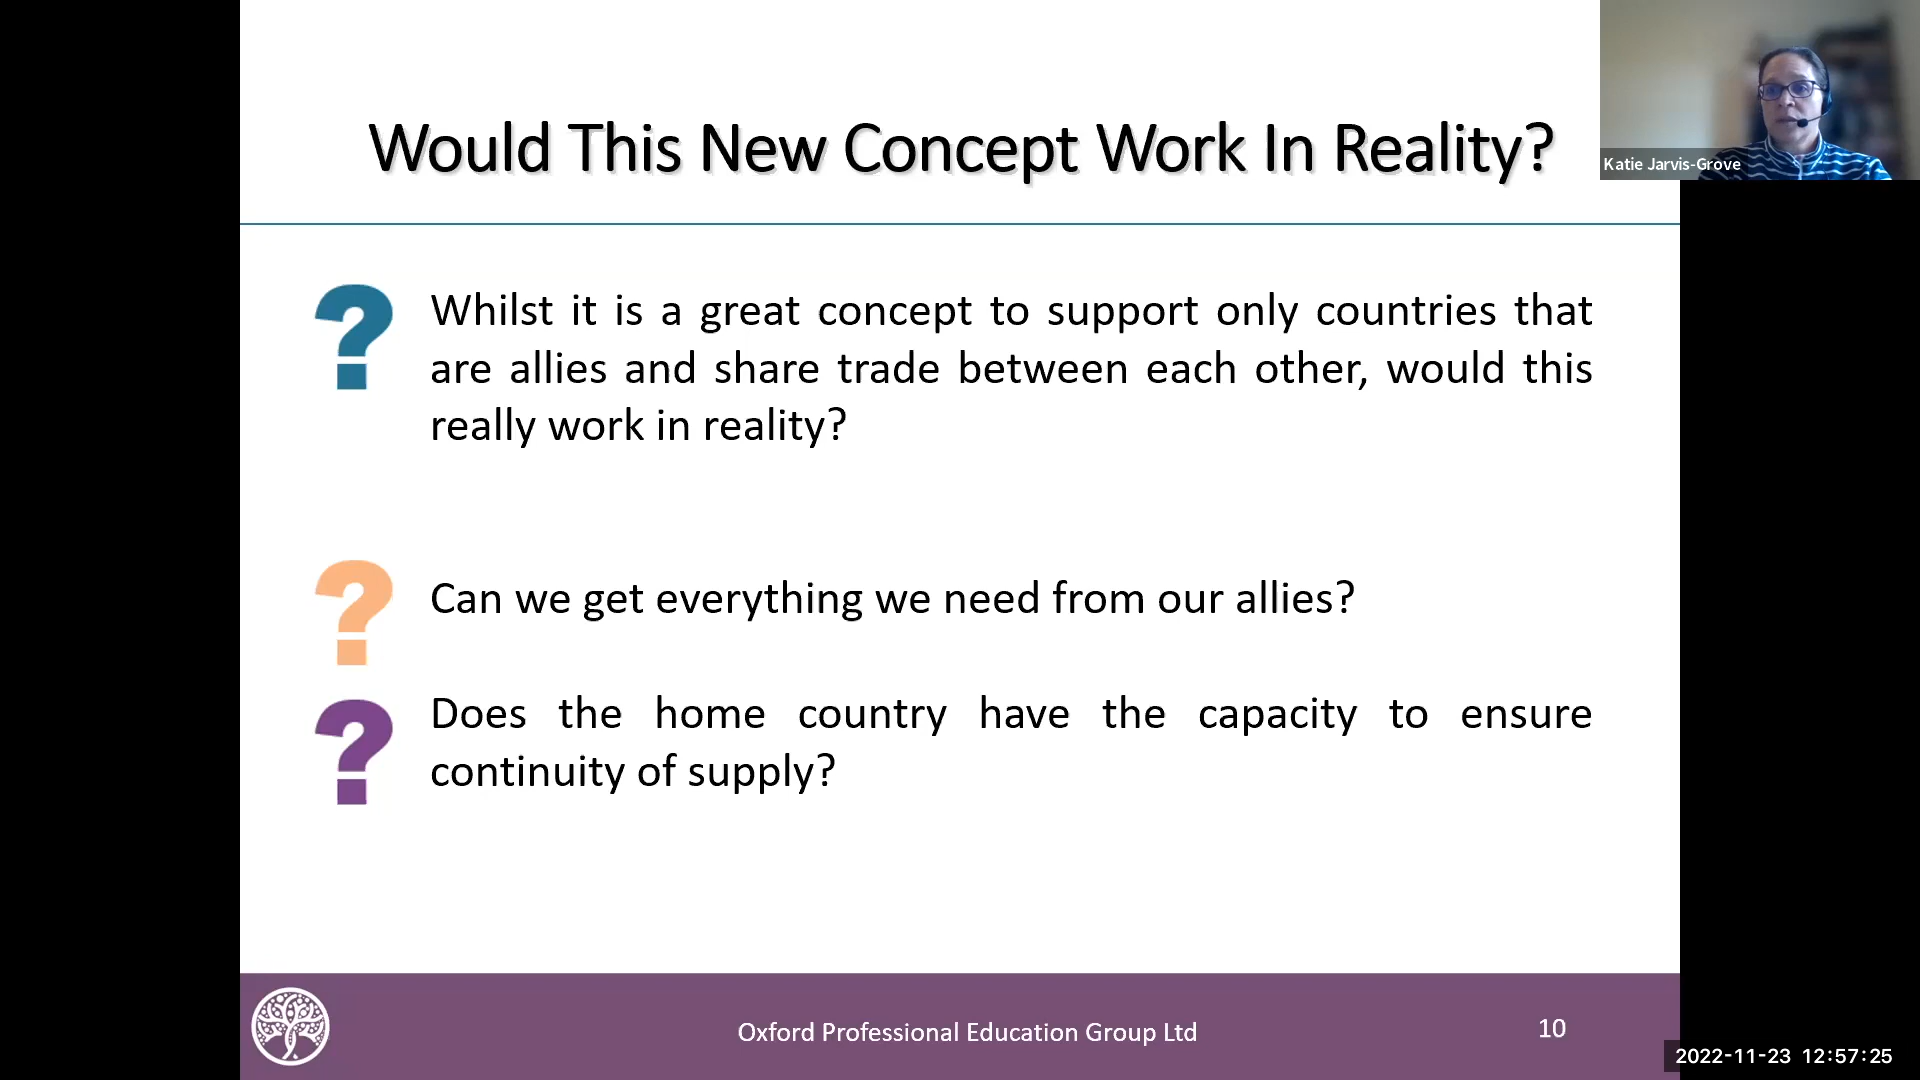 Would This New Concept Work In Reality?
Katie Jarvis-Grove
Whilst it is a great concept to support only countries that
are allies and share trade between each other, would this
really work in reality?
Can we get everything we need from our allies?
Does the home country have the capacity to ensure
continuity of supply?
Oxford Professional Education Group Ltd
10
2022-11-23 12:57:25